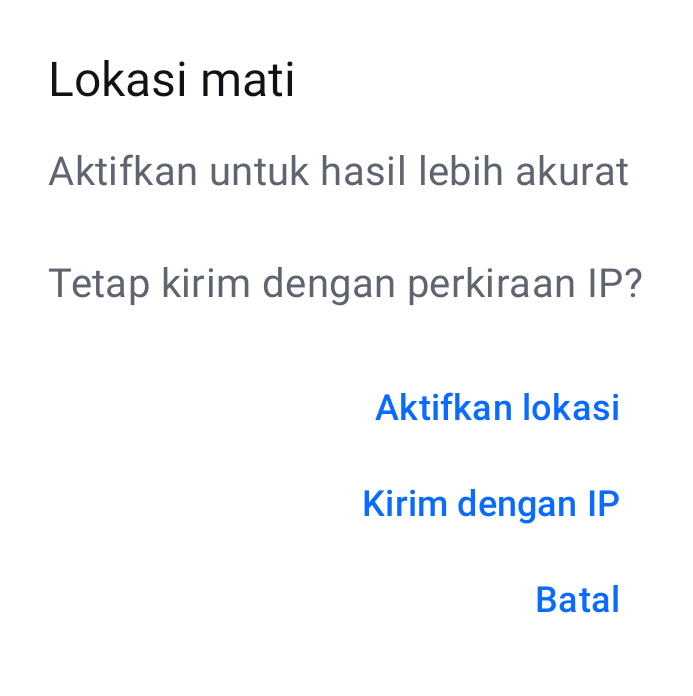 Lokasi mati
Aktifkan untuk hasil lebih akurat
Tetap kirim dengan perkiraan IP?
Aktifkan lokasi
Kirim dengan IP
Batal